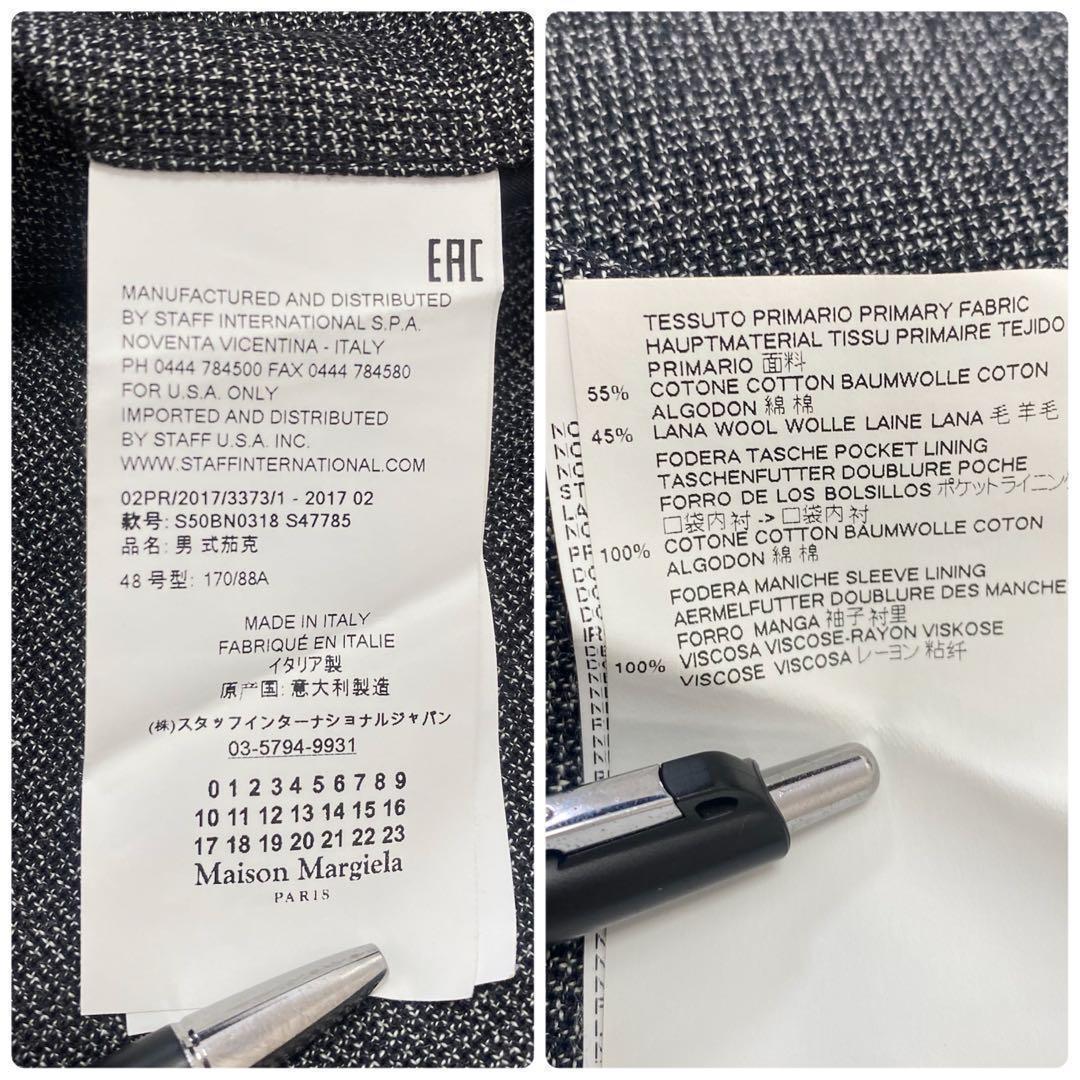 EAC
MANUFACTURED AND DISTRIBUTED
BY STAFF INTERNATIONAL S.P.A.
NOVENTA VICENTINA - ITALY
PH 0444 784500 FAX 0444 784580
FOR U.S.A. ONLY
IMPORTED AND DISTRIBUTED
BY STAFF U.S.A. INC.
WWW.STAFFINTERNATIONAL.COM
02PR/2017/3373/1 - 2017 02
款号: S50BN0318 S47785
品名: 男 式茄克
48 号型: 170/88A
MADE IN ITALY
FABRIQUÉ EN ITALIE
イタリア製
原产国: 意大利製造
(株)スタッフインターナショナルジャパン
03-5794-9931
0 1 2 3 4 5 6 7 8 9
10 11 12 13 14 15 16
17 18 19 20 21 22 23
Maison Margiela
PARIS
TESSUTO PRIMARIO PRIMARY FABRIC
HAUPTMATERIAL TISSU PRIMAIRE TEJIDO
PRIMARIO 面料
55% COTONE COTTON BAUMWOLLE COTON
ALGODON 綿 棉
45% LANA WOOL WOLLE LAINE LANA 毛 羊毛
FODERA TASCHE POCKET LINING
TASCHENFUTTER DOUBLURE POCHE
FORRO DE LOS BOLSILLOS ポケットライニン
口袋内衬 -> 口袋内衬
100% COTONE COTTON BAUMWOLLE COTON
ALGODON 綿 棉
FODERA MANICHE SLEEVE LINING
AERMELFUTTER DOUBLURE DES MANCHE
FORRO MANGA 袖子衬里
100% VISCOSA VISCOSE-RAYON VISKOSE
VISCOSE VISCOSA レーヨン 粘纤